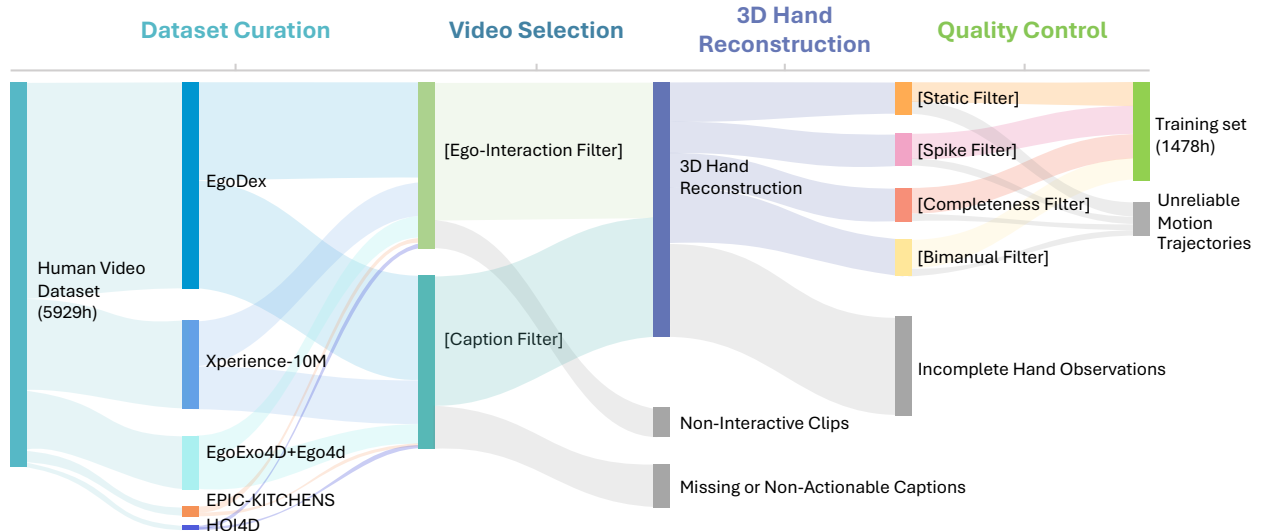 Dataset Curation
Video Selection
3D Hand
Reconstruction
Quality Control
Human Video
Dataset
(5929h)
EgoDex
Xperience-10M
EgoExo4D+Ego4d
EPIC-KITCHENS
HOI4D
[Ego-Interaction Filter]
[Caption Filter]
3D Hand
Reconstruction
Non-Interactive Clips
Missing or Non-Actionable Captions
[Static Filter]
[Spike Filter]
[Completeness Filter]
[Bimanual Filter]
Incomplete Hand Observations
Training set
(1478h)
Unreliable
Motion
Trajectories